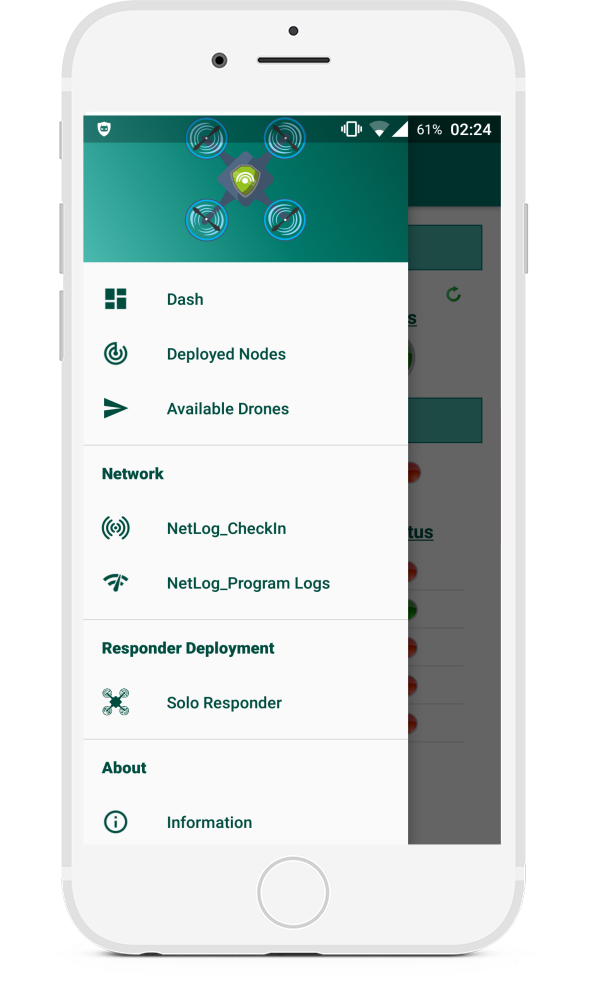 61% 02:24
Dash
s
Deployed Nodes
Available Drones
Network
NetLog_CheckIn
tus
NetLog_Program Logs
Responder Deployment
Solo Responder
About
Information